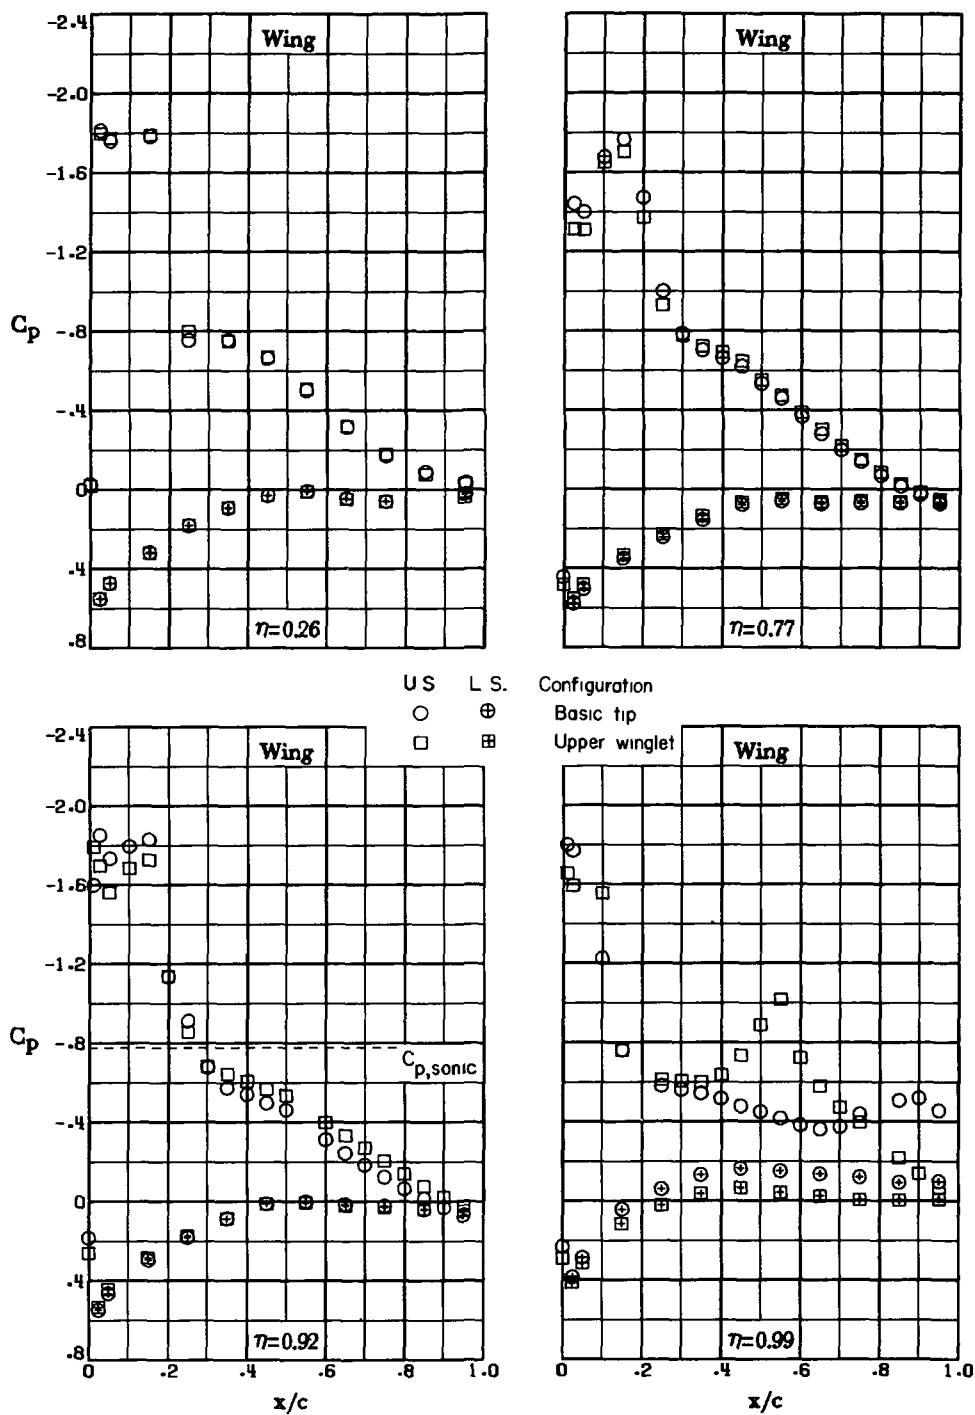 -2.4
Wing
Wing
-2.0
-1.6
-1.2
-.8
Cp
-.4
0
.4
.8
η=0.26
η=0.77
U S L S. Configuration
Basic tip
Upper winglet
-2.4
Wing
Wing
-2.0
-1.6
-1.2
-.8
Cp
Cp,sonic
-.4
0
.4
.8
η=0.92
η=0.99
0 .2 .4 .6 .8 1.0
0 .2 .4 .6 .8 1.0
x/c
x/c